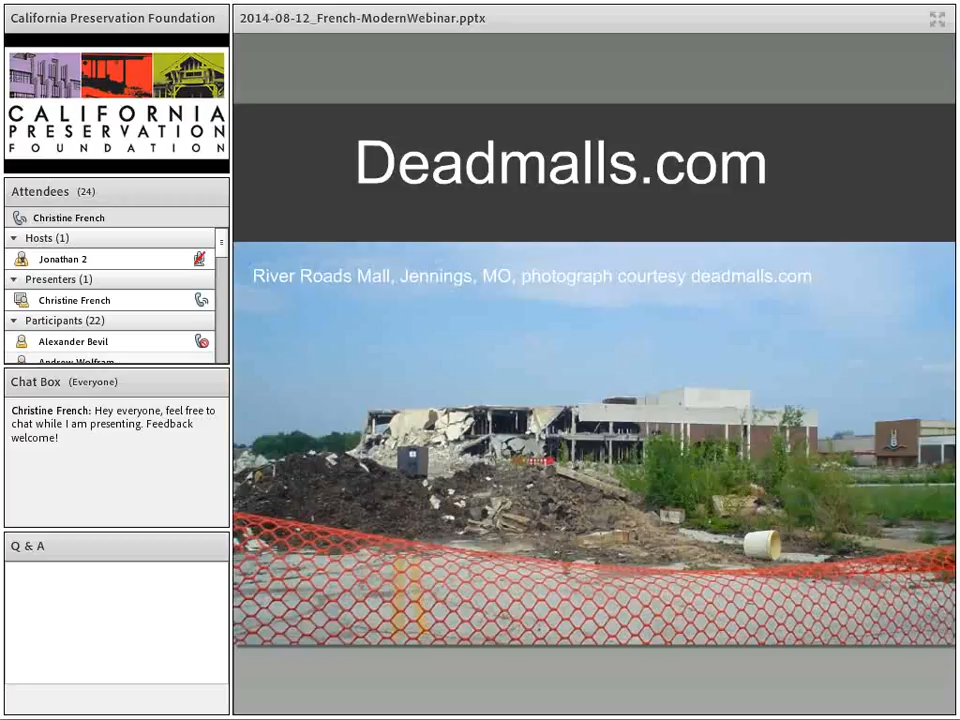 California Preservation Foundation
CALIFORNIA
PRESERVATION
FOUNDATION
Attendees (24)
Christine French
Hosts (1)
Jonathan 2
Presenters (1)
Christine French
Participants (22)
Alexander Bevil
Andrew Wolfram
Chat Box (Everyone)
Christine French: Hey everyone, feel free to
chat while I am presenting. Feedback
welcome!
Q & A
2014-08-12_French-ModernWebinar.pptx
Deadmalls.com
River Roads Mall, Jennings, MO, photograph courtesy deadmalls.com